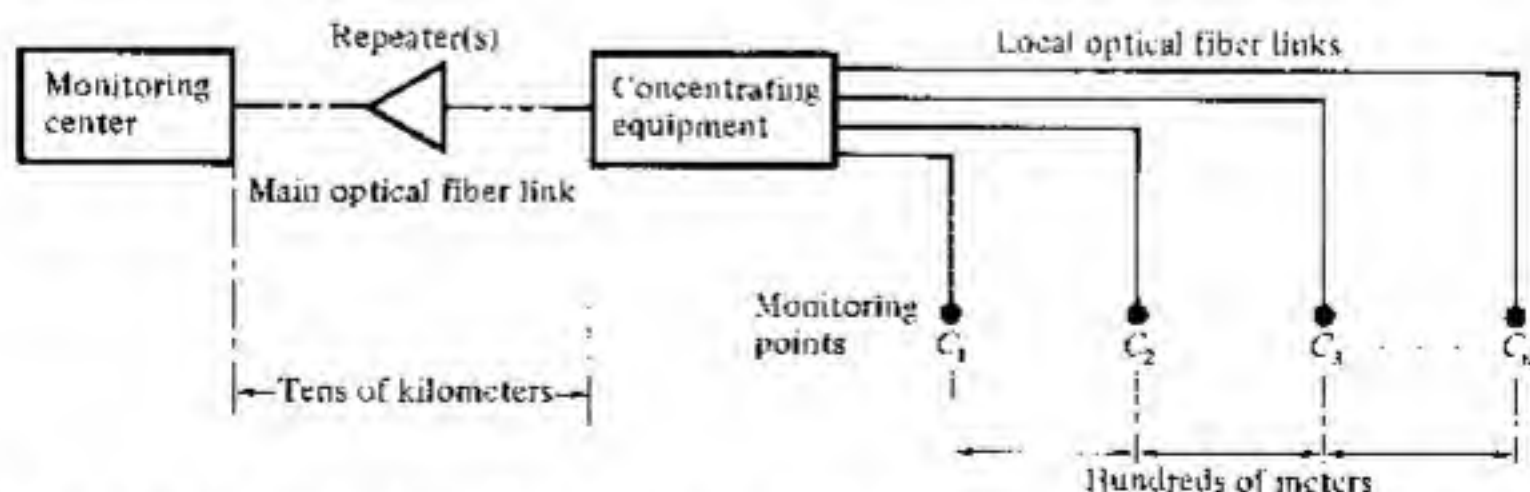 Repeater(s)
Local optical fiber links
Monitoring
center
Concentrating
equipment
Main optical fiber link
Monitoring
points
C₁
C₂
C₃
Tens of kilometers
Hundreds of meters